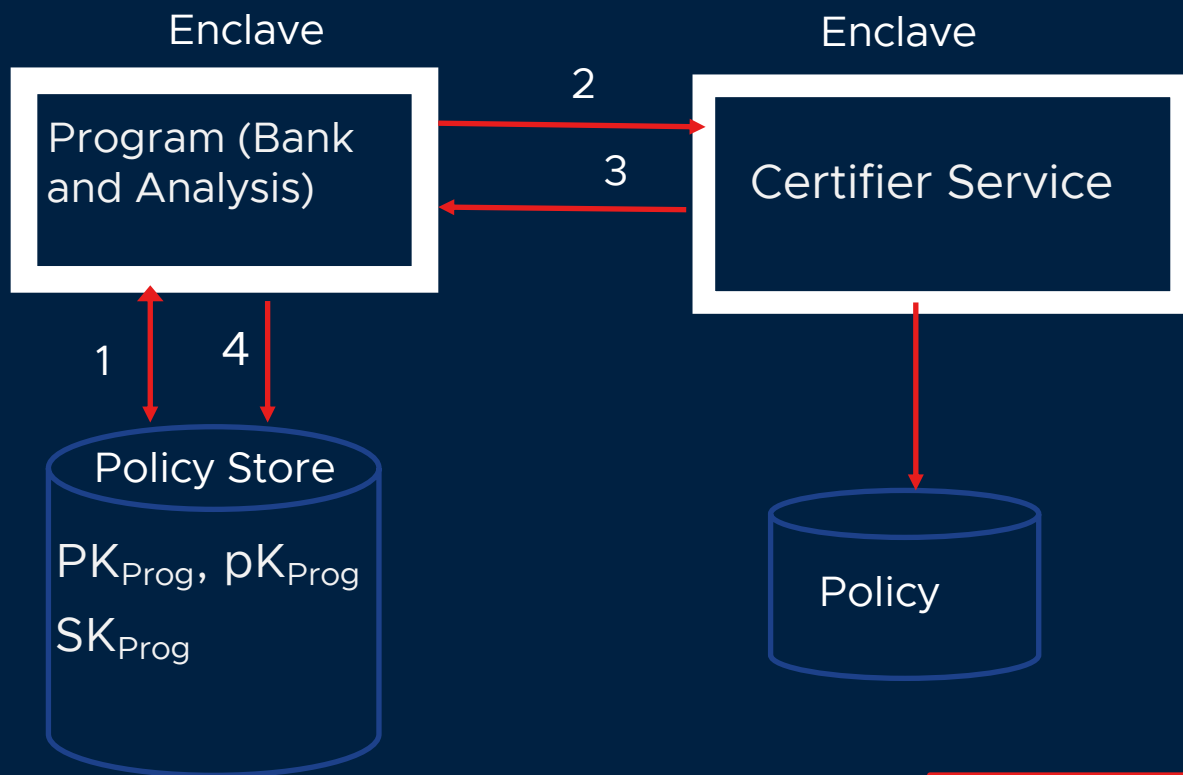 Enclave
Enclave
2
Program (Bank
and Analysis)
3
Certifier Service
1
4
Policy Store
PKProg, pKProg
SKProg
Policy